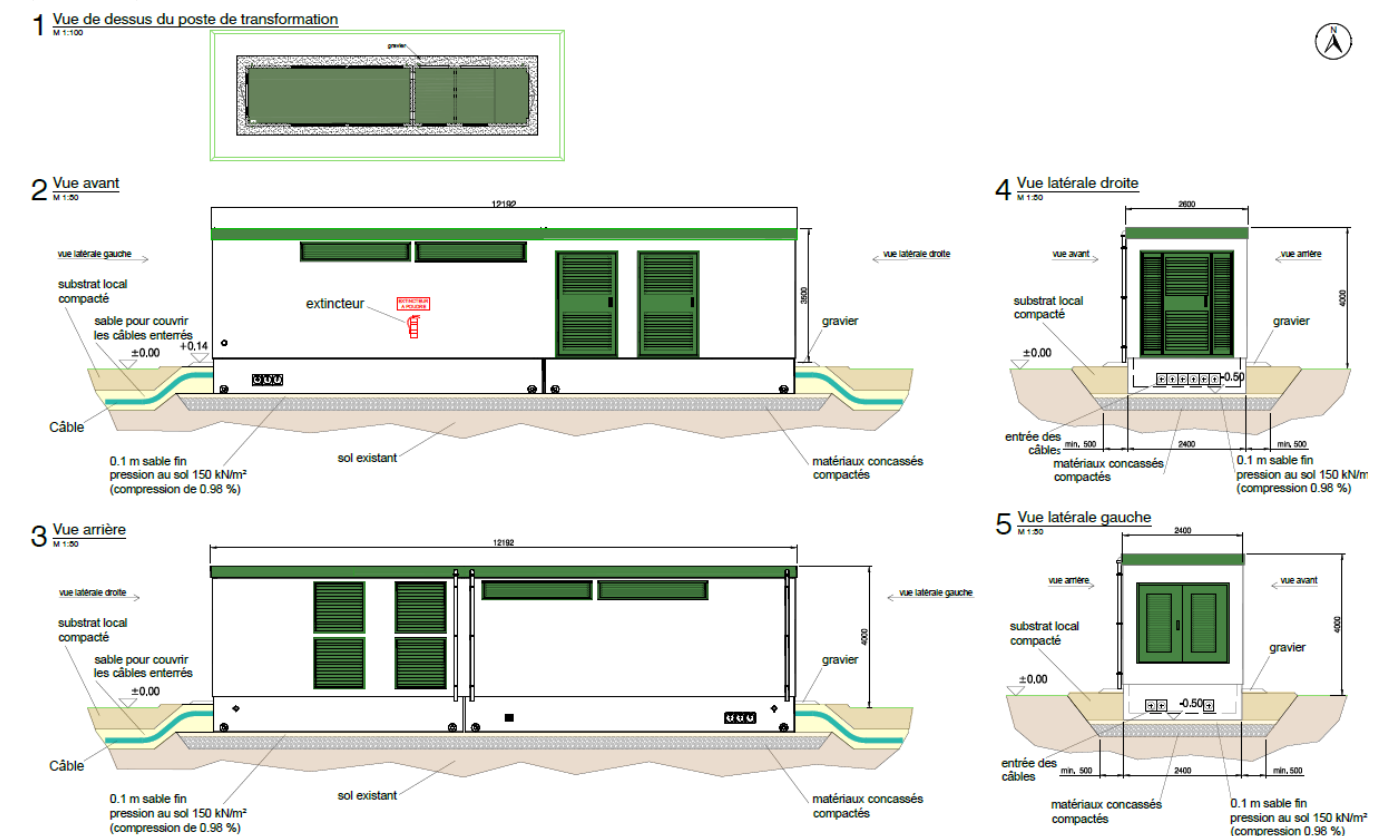 1 Vue de dessus du poste de transformation
M 1:100
gravier
N
2 Vue avant
M 1:50
12192
vue latérale gauche
vue latérale droite
substrat local
compacté
sable pour couvrir
les câbles enterrés
±0.00
+0,14
extincteur
EXTINCTEUR
A POUDRE
3500
gravier
Câble
0.1 m sable fin
pression au sol 150 kN/m²
(compression de 0.98 %)
sol existant
matériaux concassés
compactés
4 Vue latérale droite
M 1:50
2600
vue avant
vue arrière
substrat local
compacté
4000
gravier
±0.00
-0.50
entrée des
câbles
min. 500
2400
min. 500
matériaux concassés
compactés
0.1 m sable fin
pression au sol 150 kN/m
(compression 0.98 %)
3 Vue arrière
M 1:50
12192
vue latérale droite
vue latérale gauche
substrat local
compacté
sable pour couvrir
les câbles enterrés
±0.00
4000
gravier
Câble
0.1 m sable fin
pression au sol 150 kN/m²
(compression de 0.98 %)
sol existant
matériaux concassés
compactés
5 Vue latérale gauche
M 1:50
2400
vue arrière
vue avant
substrat local
compacté
4000
gravier
±0.00
-0.50
entrée des
câbles
min. 500
2400
min. 500
matériaux concassés
compactés
0.1 m sable fin
pression au sol 150 kN/m²
(compression 0.98 %)